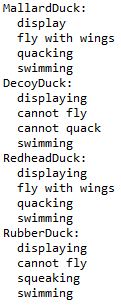 MallardDuck:
  display
  fly with wings
  quacking
  swimming
DecoyDuck:
  displaying
  cannot fly
  cannot quack
  swimming
RedheadDuck:
  displaying
  fly with wings
  quacking
  swimming
RubberDuck:
  displaying
  cannot fly
  squeaking
  swimming